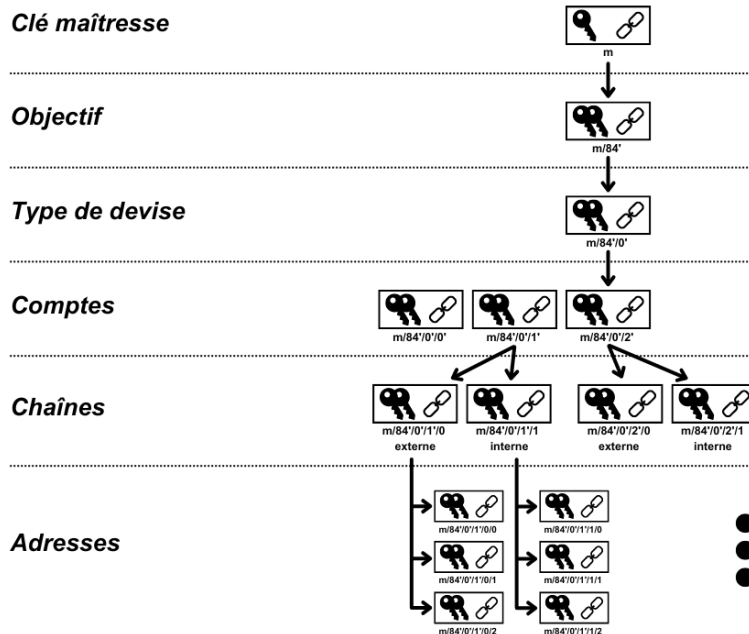 Clé maîtresse
m
Objectif
m/84'
Type de devise
m/84'/0'
Comptes
m/84'/0'/0'
m/84'/0'/1'
m/84'/0'/2'
Chaînes
m/84'/0'/1'/0
externe
m/84'/0'/1'/1
interne
m/84'/0'/2'/0
externe
m/84'/0'/2'/1
interne
Adresses
m/84'/0'/1'/0/0
m/84'/0'/1'/1/0
m/84'/0'/1'/0/1
m/84'/0'/1'/1/1
m/84'/0'/1'/0/2
m/84'/0'/1'/1/2